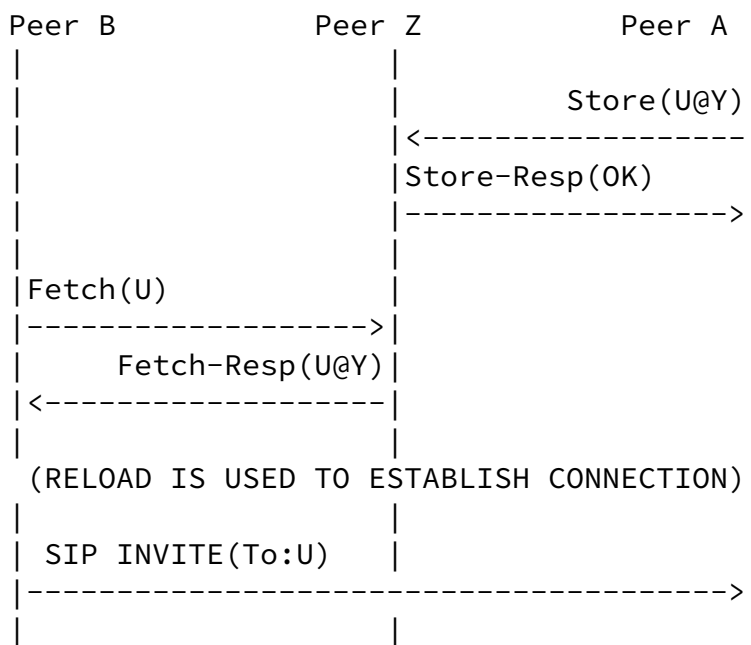 Peer B Peer Z Peer A
Store(U@Y)
Store-Resp(OK)
Fetch(U)
Fetch-Resp(U@Y)
(RELOAD IS USED TO ESTABLISH CONNECTION)
SIP INVITE(To:U)